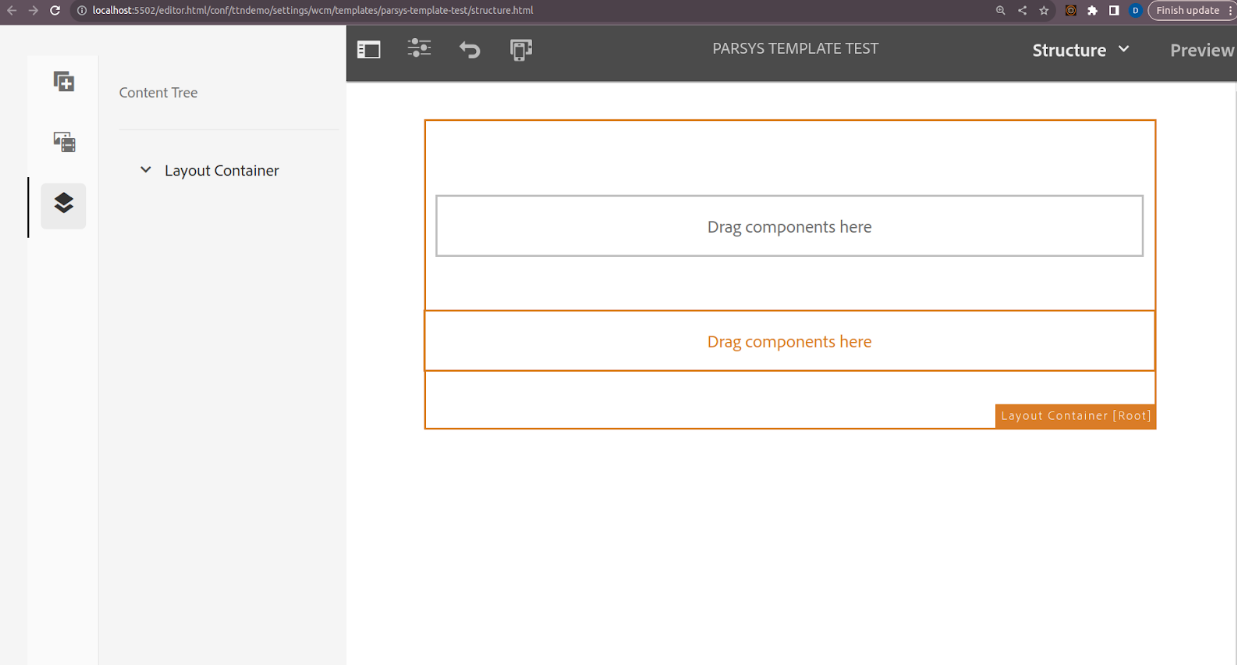 localhost:5502/editor.html/conf/ttndemo/settings/wcm/templates/parsys-template-test/structure.html
D
Finish update
PARSYS TEMPLATE TEST
Structure
Preview
Content Tree
Layout Container
Drag components here
Drag components here
Layout Container [Root]